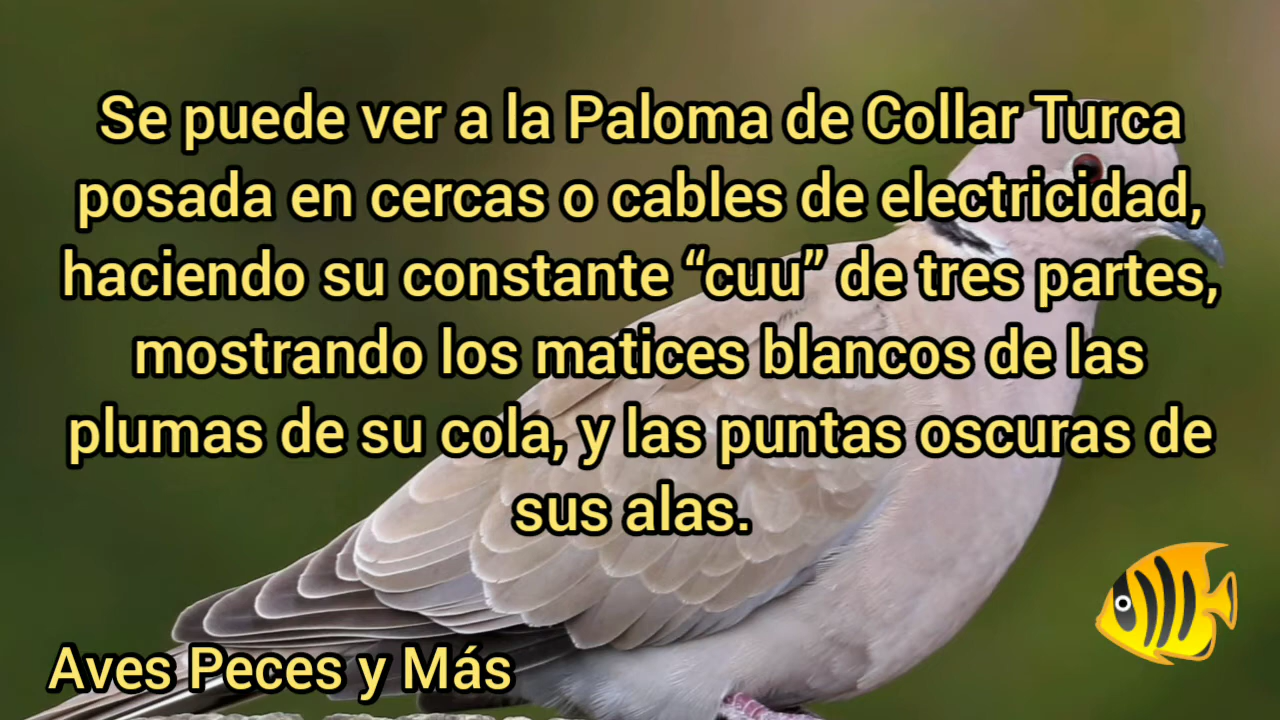 Se puede ver a la Paloma de Collar Turca
posada en cercas o cables de electricidad,
haciendo su constante “cuu” de tres partes,
mostrando los matices blancos de las
plumas de su cola, y las puntas oscuras de
sus alas.
Aves Peces y Más